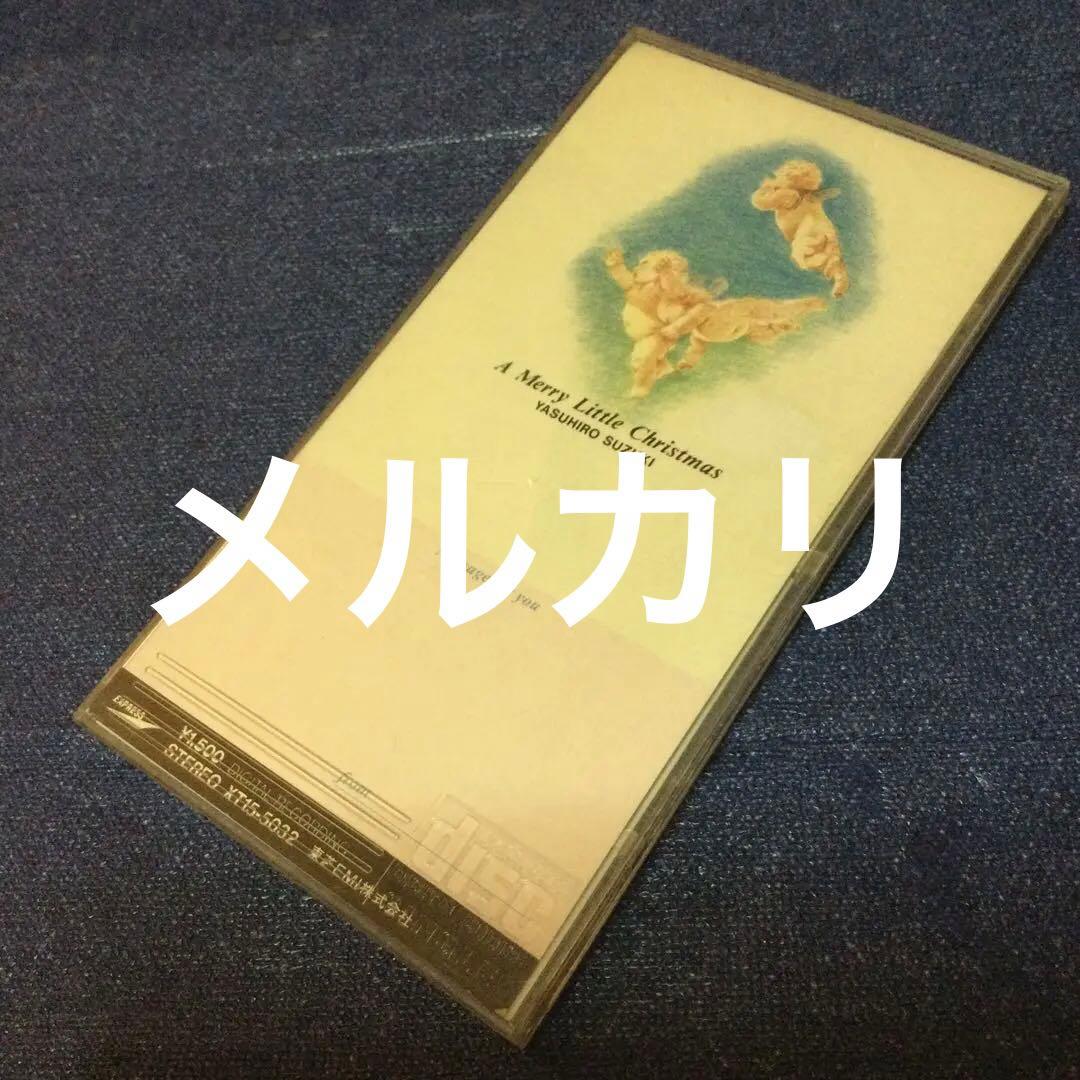 A Merry Little Christmas
YASUHIRO SUZUKI
メルカリ
you
from
EXPRESS
¥1,500 DIGITAL RECORDING
STEREO XT15-5032 東芝EMI株式会社
disc